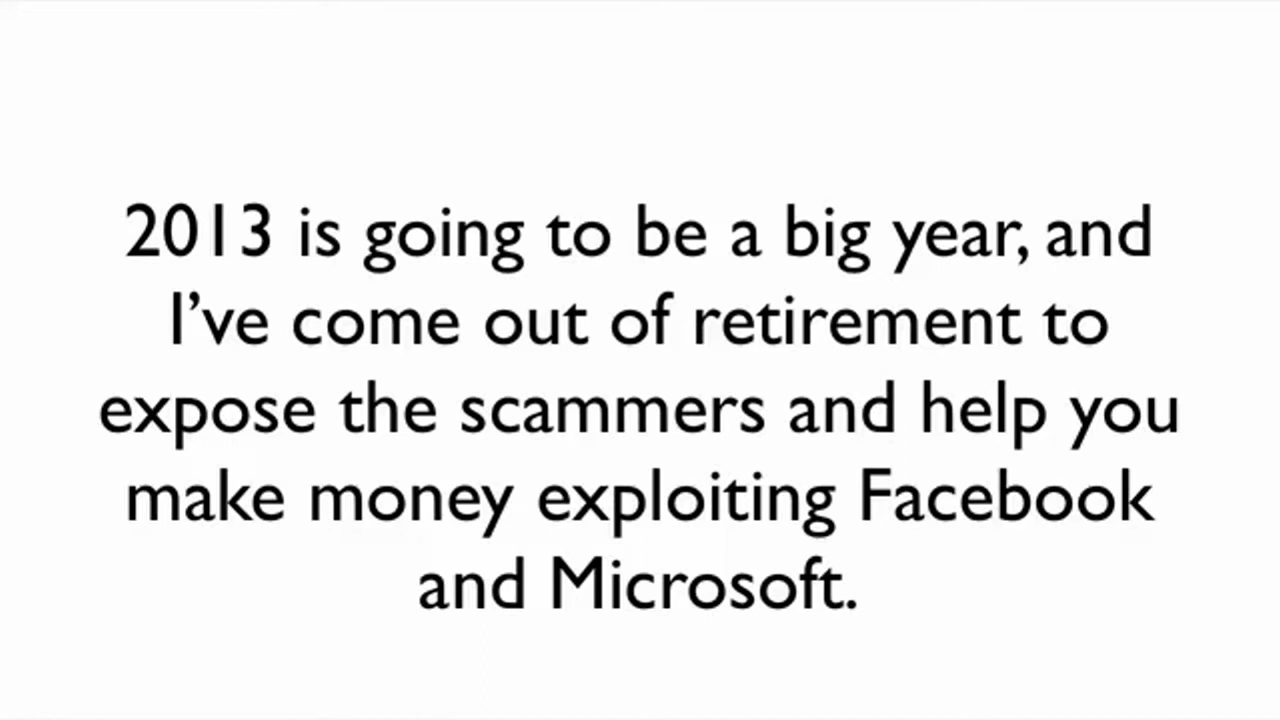 2013 is going to be a big year, and
I’ve come out of retirement to
expose the scammers and help you
make money exploiting Facebook
and Microsoft.